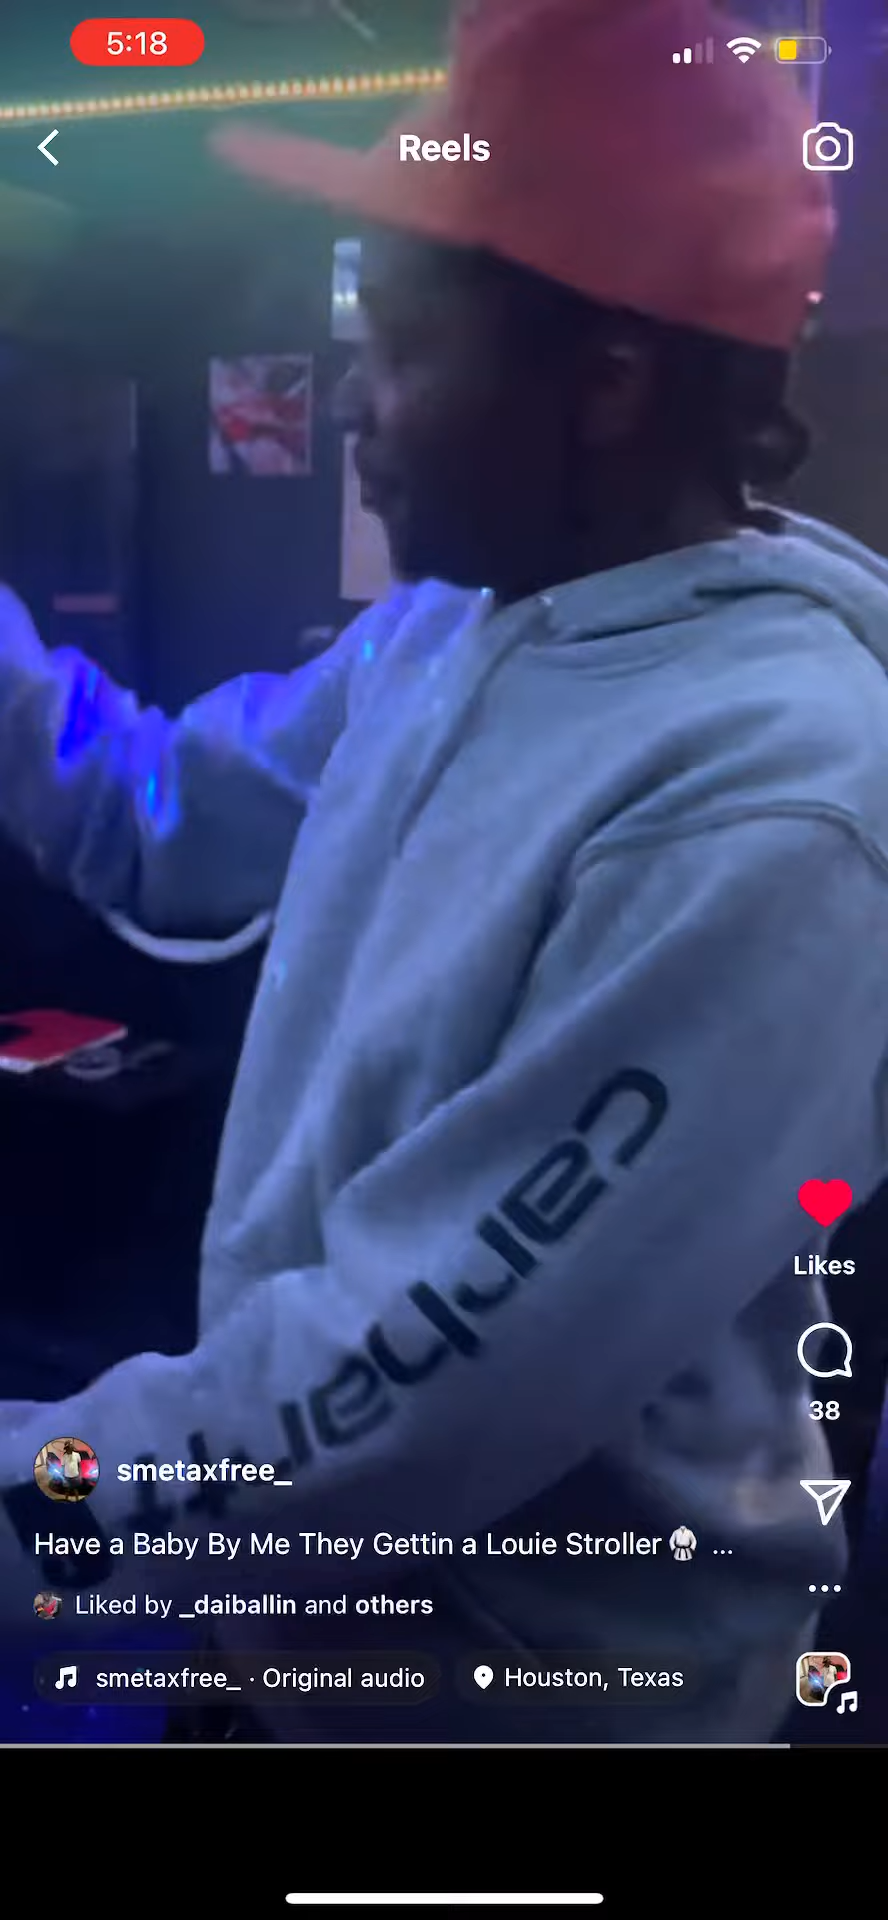 5:18
Reels
carhartt
Likes
38
smetaxfree_
Have a Baby By Me They Gettin a Louie Stroller🥋 ...
Liked by _daiballin and others
smetaxfree_ · Original audio
Houston, Texas